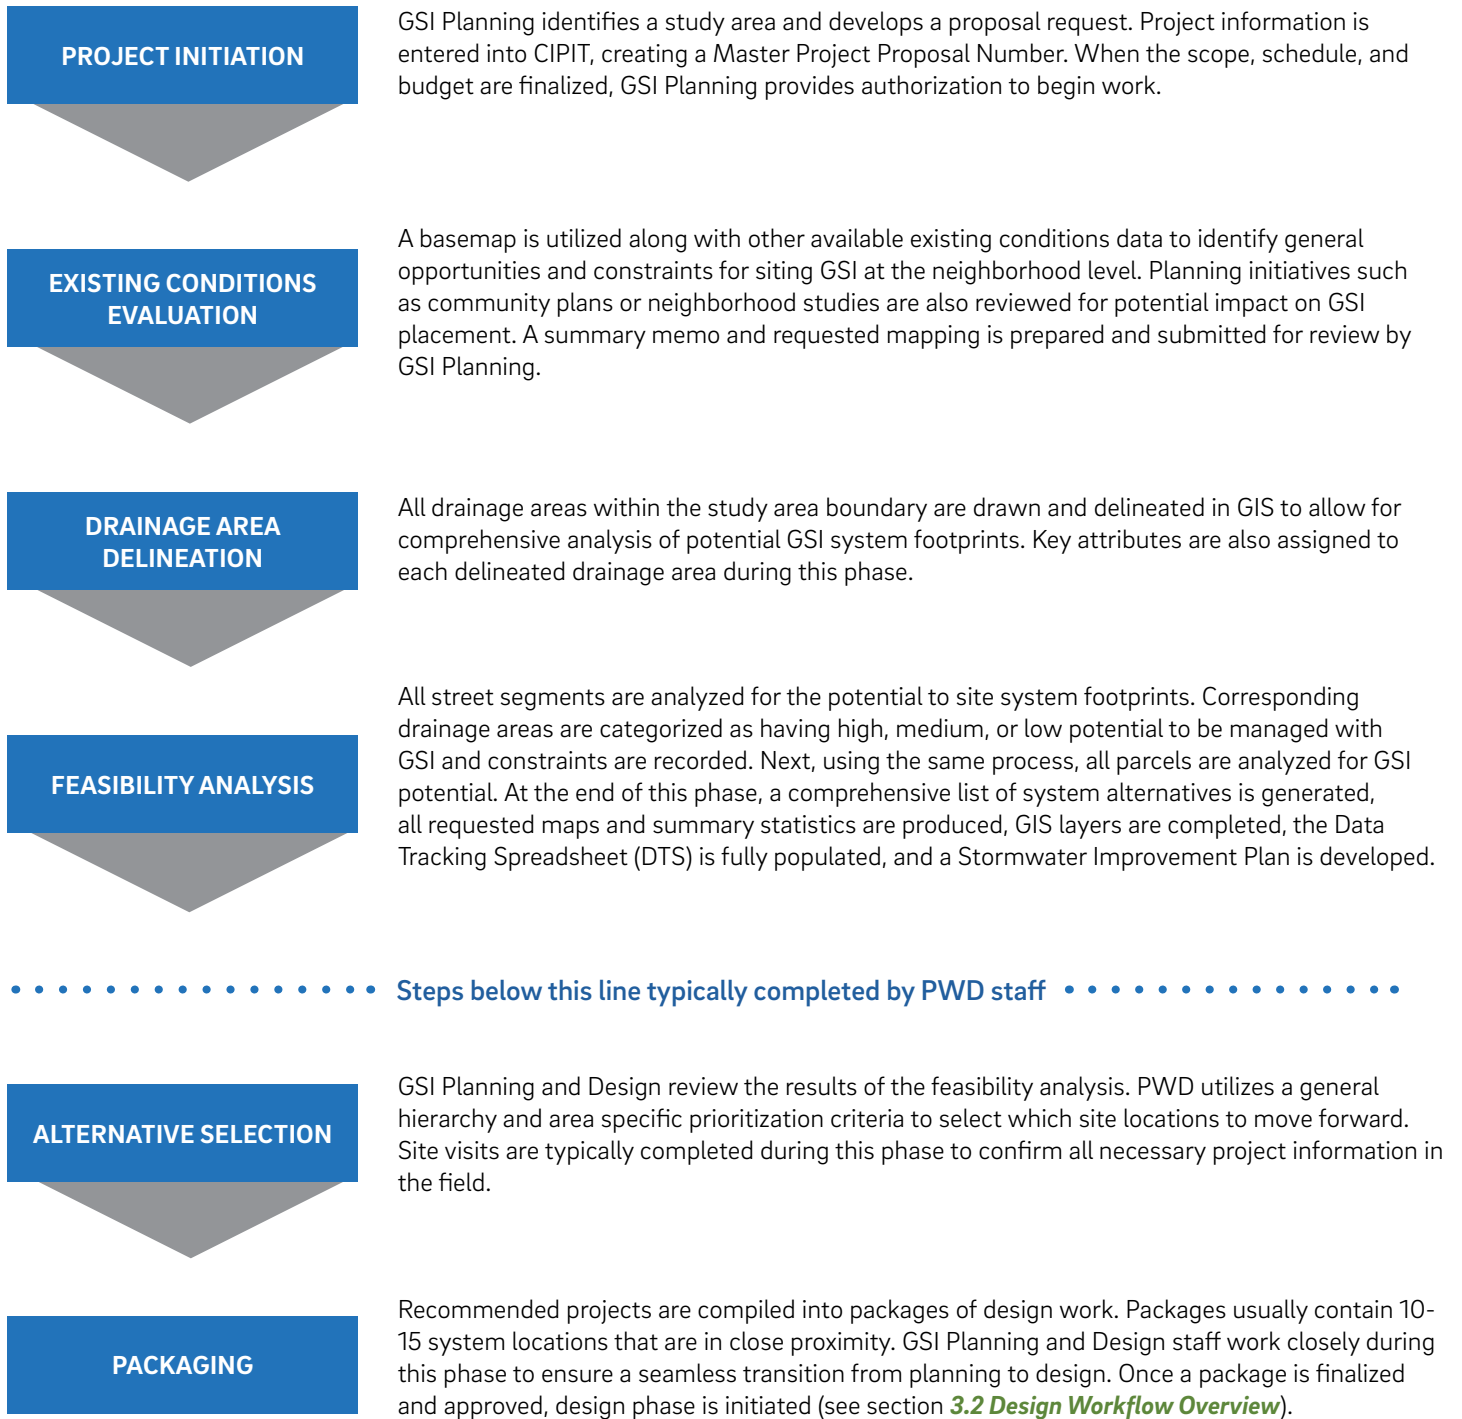 PROJECT INITIATION
GSI Planning identifies a study area and develops a proposal request. Project information is
entered into CIPIT, creating a Master Project Proposal Number. When the scope, schedule, and
budget are finalized, GSI Planning provides authorization to begin work.
EXISTING CONDITIONS
EVALUATION
A basemap is utilized along with other available existing conditions data to identify general
opportunities and constraints for siting GSI at the neighborhood level. Planning initiatives such
as community plans or neighborhood studies are also reviewed for potential impact on GSI
placement. A summary memo and requested mapping is prepared and submitted for review by
GSI Planning.
DRAINAGE AREA
DELINEATION
All drainage areas within the study area boundary are drawn and delineated in GIS to allow for
comprehensive analysis of potential GSI system footprints. Key attributes are also assigned to
each delineated drainage area during this phase.
FEASIBILITY ANALYSIS
All street segments are analyzed for the potential to site system footprints. Corresponding
drainage areas are categorized as having high, medium, or low potential to be managed with
GSI and constraints are recorded. Next, using the same process, all parcels are analyzed for GSI
potential. At the end of this phase, a comprehensive list of system alternatives is generated,
all requested maps and summary statistics are produced, GIS layers are completed, the Data
Tracking Spreadsheet (DTS) is fully populated, and a Stormwater Improvement Plan is developed.
Steps below this line typically completed by PWD staff
ALTERNATIVE SELECTION
GSI Planning and Design review the results of the feasibility analysis. PWD utilizes a general
hierarchy and area specific prioritization criteria to select which site locations to move forward.
Site visits are typically completed during this phase to confirm all necessary project information in
the field.
PACKAGING
Recommended projects are compiled into packages of design work. Packages usually contain 10-
15 system locations that are in close proximity. GSI Planning and Design staff work closely during
this phase to ensure a seamless transition from planning to design. Once a package is finalized
and approved, design phase is initiated (see section 3.2 Design Workflow Overview).